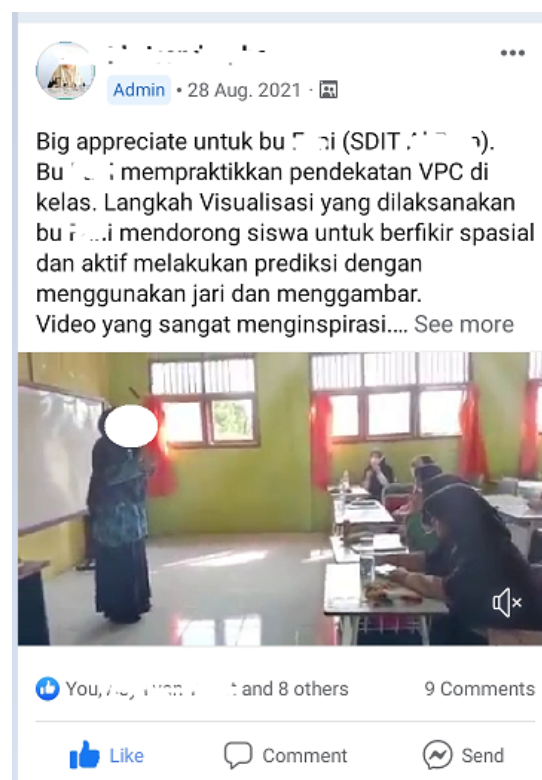 Admin • 28 Aug. 2021 ·
Big appreciate untuk bu (SDIT ).
Bu mempraktikkan pendekatan VPC di
kelas. Langkah Visualisasi yang dilaksanakan
bu mendorong siswa untuk berfikir spasial
dan aktif melakukan prediksi dengan
menggunakan jari dan menggambar.
Video yang sangat menginspirasi.... See more
You, and 8 others 9 Comments
Like Comment Send